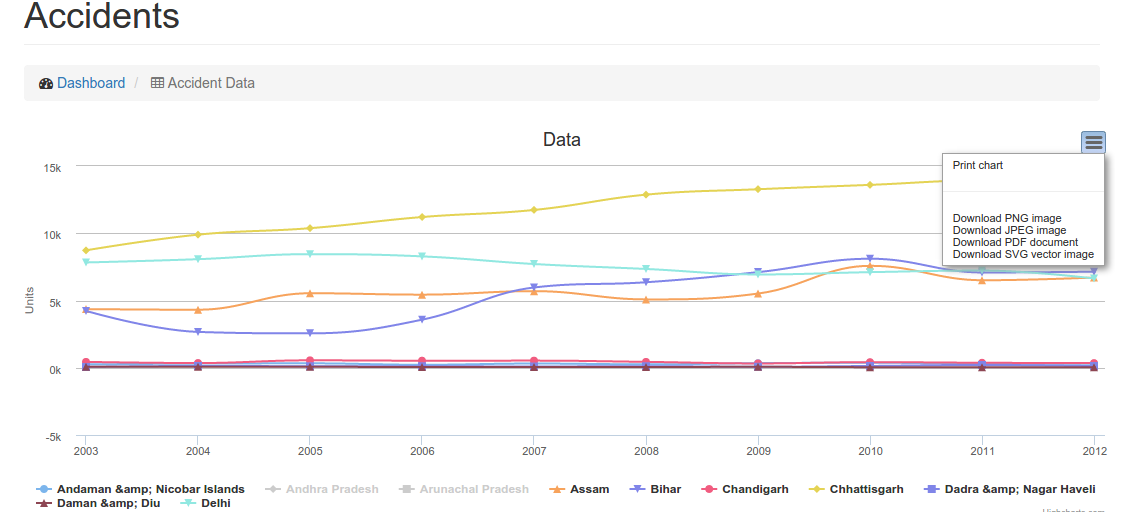 Accidents
Dashboard / Accident Data
Data
Print chart
Download PNG image
Download JPEG image
Download PDF document
Download SVG vector image
Units
15k
10k
5k
0k
-5k
2003 2004 2005 2006 2007 2008 2009 2010 2011 2012
Andaman &amp; Nicobar Islands Andhra Pradesh Arunachal Pradesh Assam Bihar Chandigarh Chhattisgarh Dadra &amp; Nagar Haveli
Daman &amp; Diu Delhi
Highcharts.com